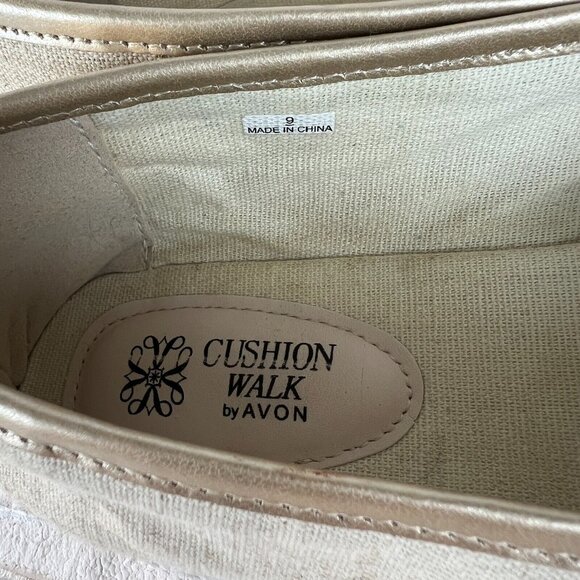 9
MADE IN CHINA
CUSHION
WALK
by AVON